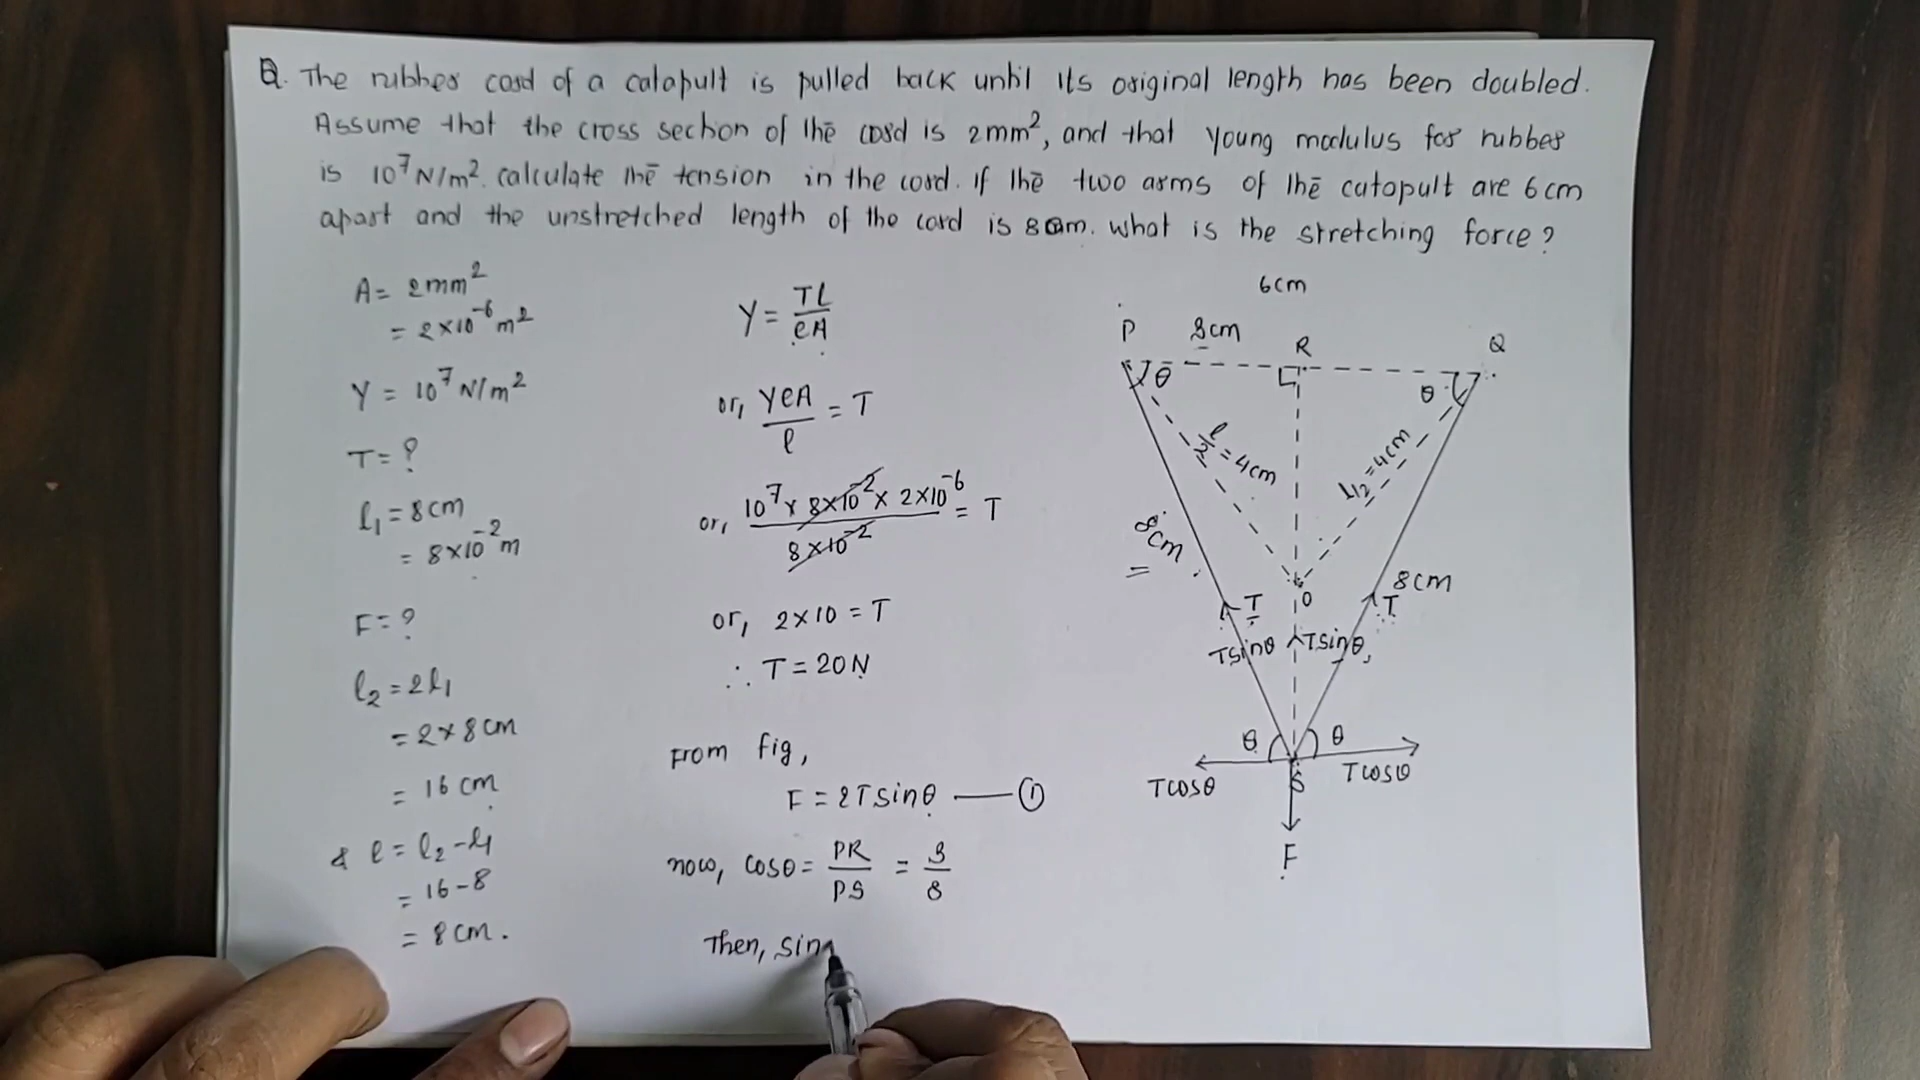 Q. The rubber cord of a catapult is pulled back until its original length has been doubled.
Assume that the cross section of the cord is 2mm², and that young modulus for rubber
is 10⁷ N/m². calculate the tension in the cord. if the two arms of the catapult are 6 cm
apart and the unstretched length of the cord is 8cm. what is the stretching force?
A = 2mm²
= 2×10⁻⁶ m²
Y = 10⁷ N/m²
T = ?
l₁ = 8cm
= 8×10⁻² m
F = ?
l₂ = 2l₁
= 2×8cm
= 16 cm
& e = l₂ - l₁
= 16 - 8
= 8cm.
Y = Tl/eA
or, YeA/l = T
or, 10⁷ × 8×10⁻² × 2×10⁻⁶ / 8×10⁻² = T
or, 2×10 = T
∴ T = 20N
From fig,
F = 2Tsinθ —— ①
now, cosθ = PR/PS = 3/8
Then, sin
6cm
P 3cm R Q
θ θ
l/2 = 4cm l/2 = 4cm
8cm
=
8cm
T O T
Tsinθ Tsinθ
θ θ
Tcosθ S Tcosθ
F